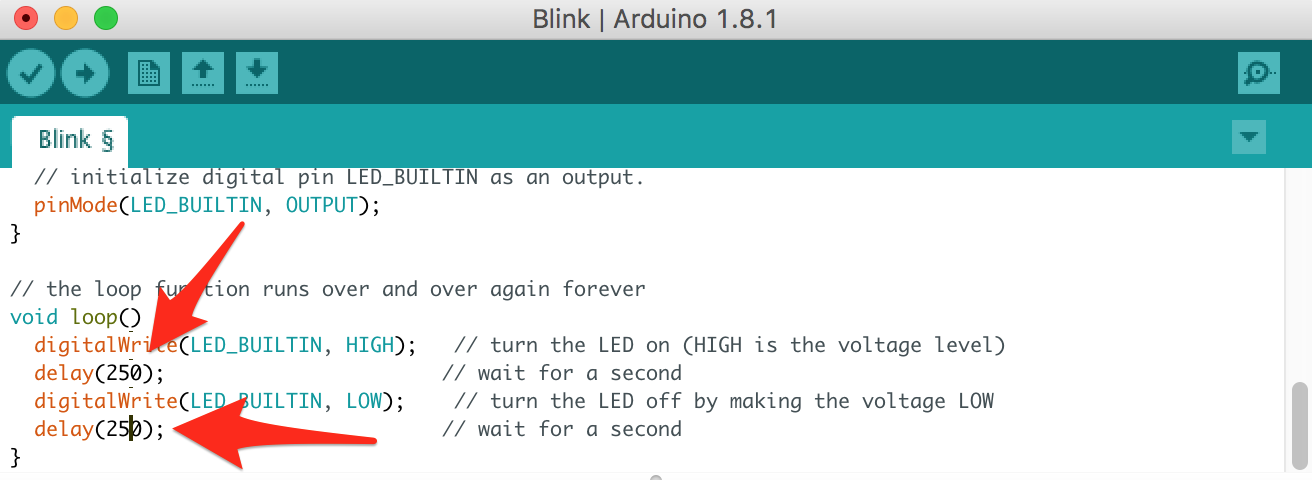 Blink | Arduino 1.8.1
Blink §
// initialize digital pin LED_BUILTIN as an output.
pinMode(LED_BUILTIN, OUTPUT);
}
// the loop function runs over and over again forever
void loop()
digitalWrite(LED_BUILTIN, HIGH); // turn the LED on (HIGH is the voltage level)
delay(250); // wait for a second
digitalWrite(LED_BUILTIN, LOW); // turn the LED off by making the voltage LOW
delay(250); // wait for a second
}